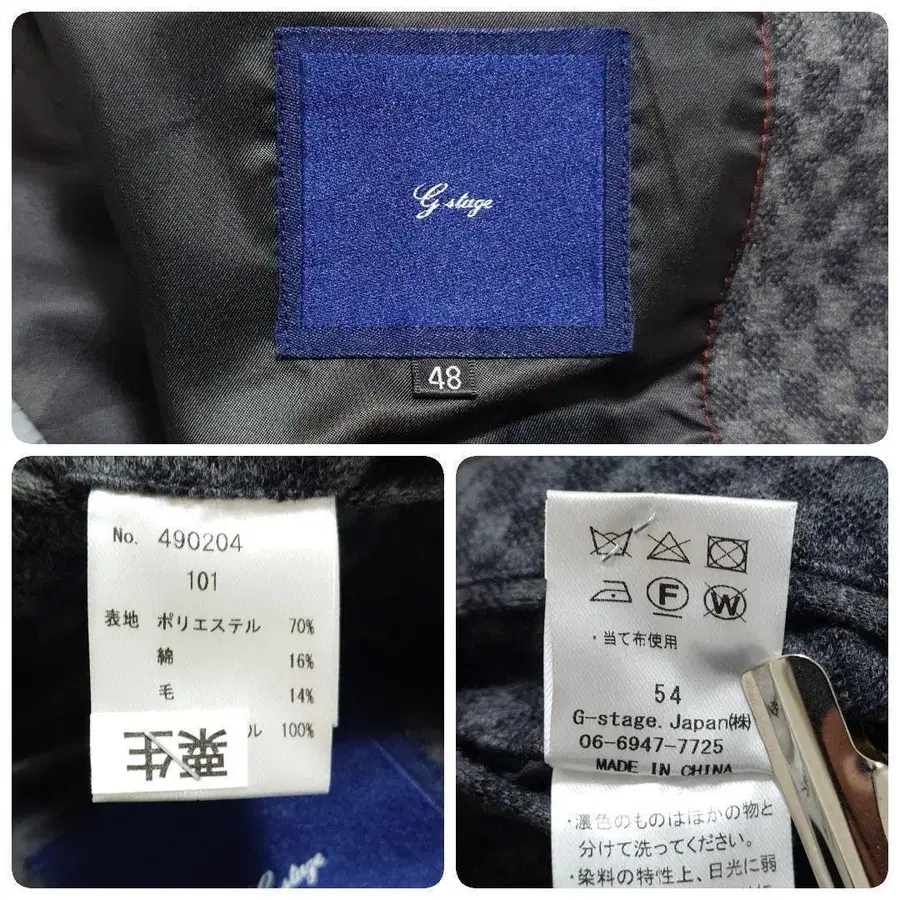 G stage
48
No. 490204
101
表地 ポリエステル 70%
綿 16%
毛 14%
ル 100%
栗生
F W
・当て布使用
54
G-stage. Japan(株)
06-6947-7725
MADE IN CHINA
・濃色のものはほかの物と
分けて洗ってください。
・染料の特性上、日光に弱
G stage